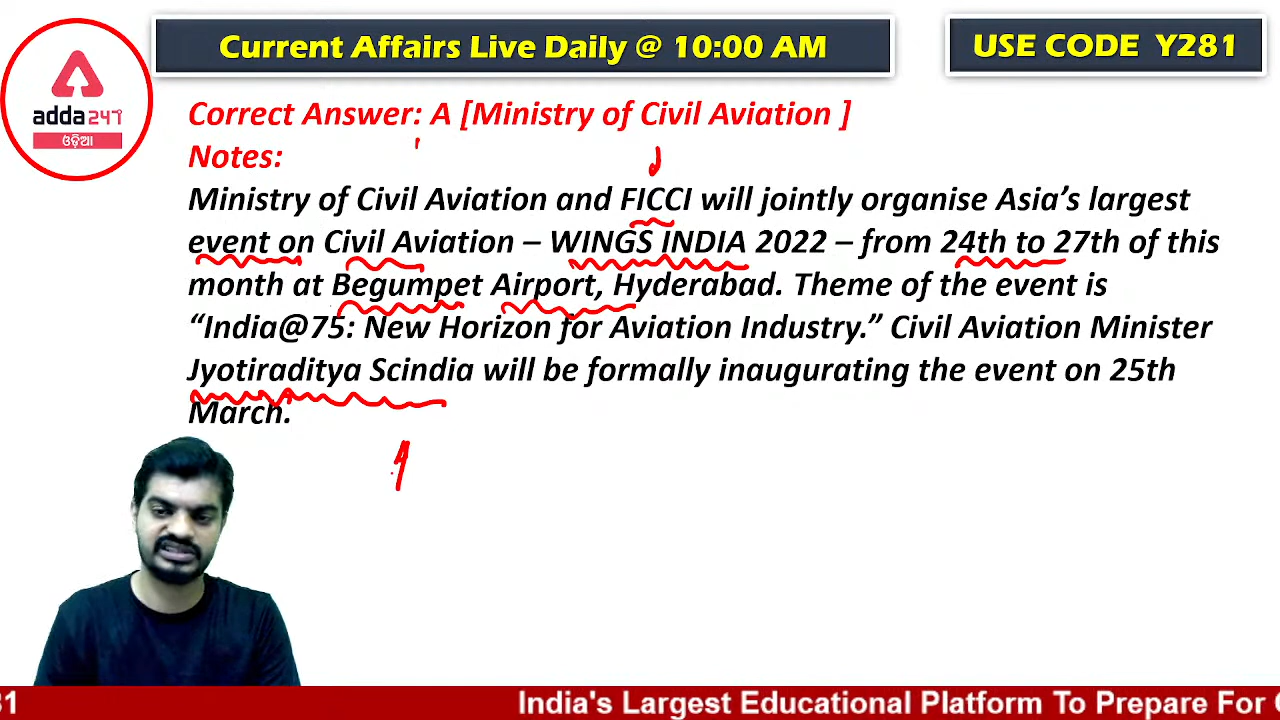 Current Affairs Live Daily @ 10:00 AM
USE CODE Y281
adda247
ଓଡ଼ିଆ
Correct Answer: A [Ministry of Civil Aviation ]
Notes:
Ministry of Civil Aviation and FICCI will jointly organise Asia’s largest
event on Civil Aviation – WINGS INDIA 2022 – from 24th to 27th of this
month at Begumpet Airport, Hyderabad. Theme of the event is
“India@75: New Horizon for Aviation Industry.” Civil Aviation Minister
Jyotiraditya Scindia will be formally inaugurating the event on 25th
March.
81 India's Largest Educational Platform To Prepare For